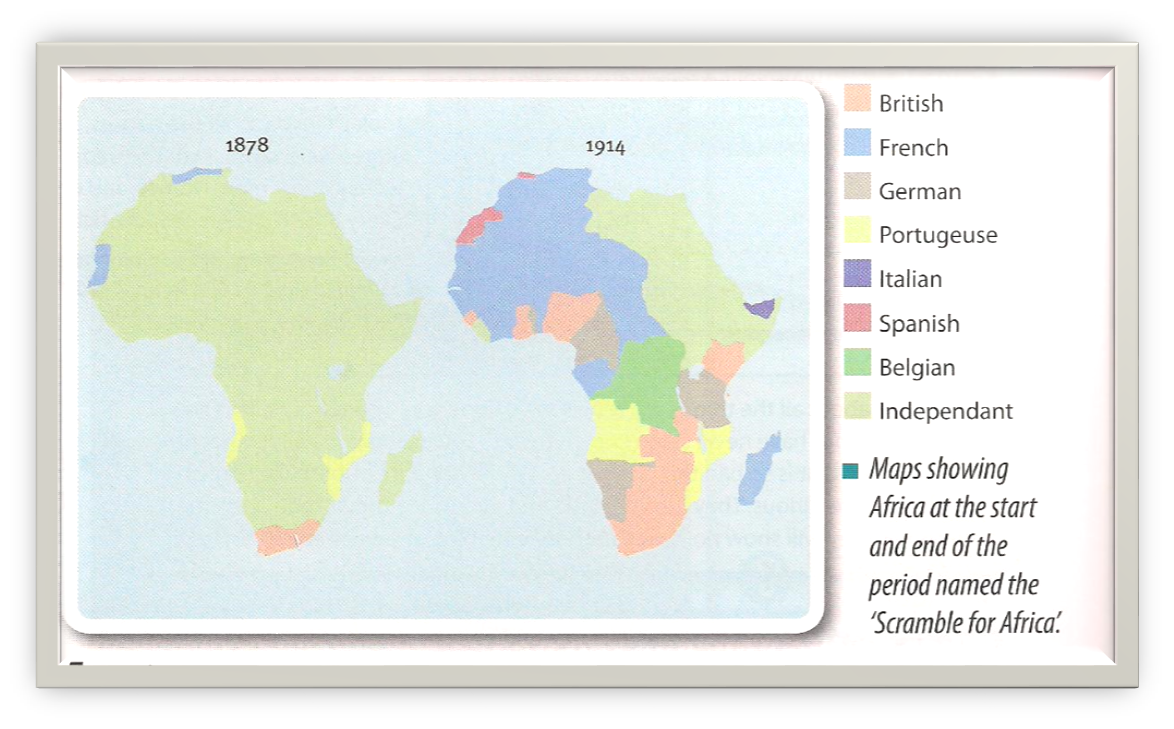 1878
1914
British
French
German
Portugeuse
Italian
Spanish
Belgian
Independant
Maps showing
Africa at the start
and end of the
period named the
‘Scramble for Africa’.